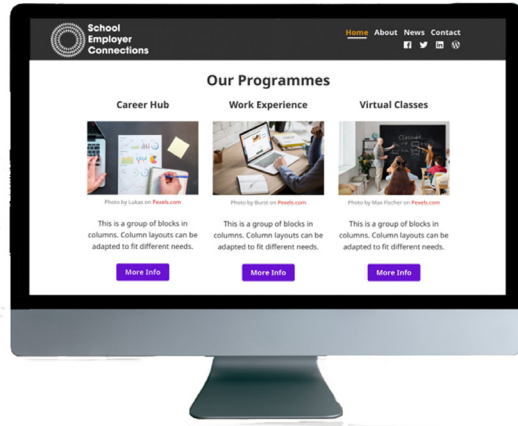 School
Employer
Connections
Home About News Contact
Our Programmes
Career Hub
Photo by Lukas on Pexels.com
This is a group of blocks in
columns. Column layouts can be
adapted to fit different needs.
More Info
Work Experience
Photo by Burst on Pexels.com
This is a group of blocks in
columns. Column layouts can be
adapted to fit different needs.
More Info
Virtual Classes
Photo by Max Fischer on Pexels.com
This is a group of blocks in
columns. Column layouts can be
adapted to fit different needs.
More Info